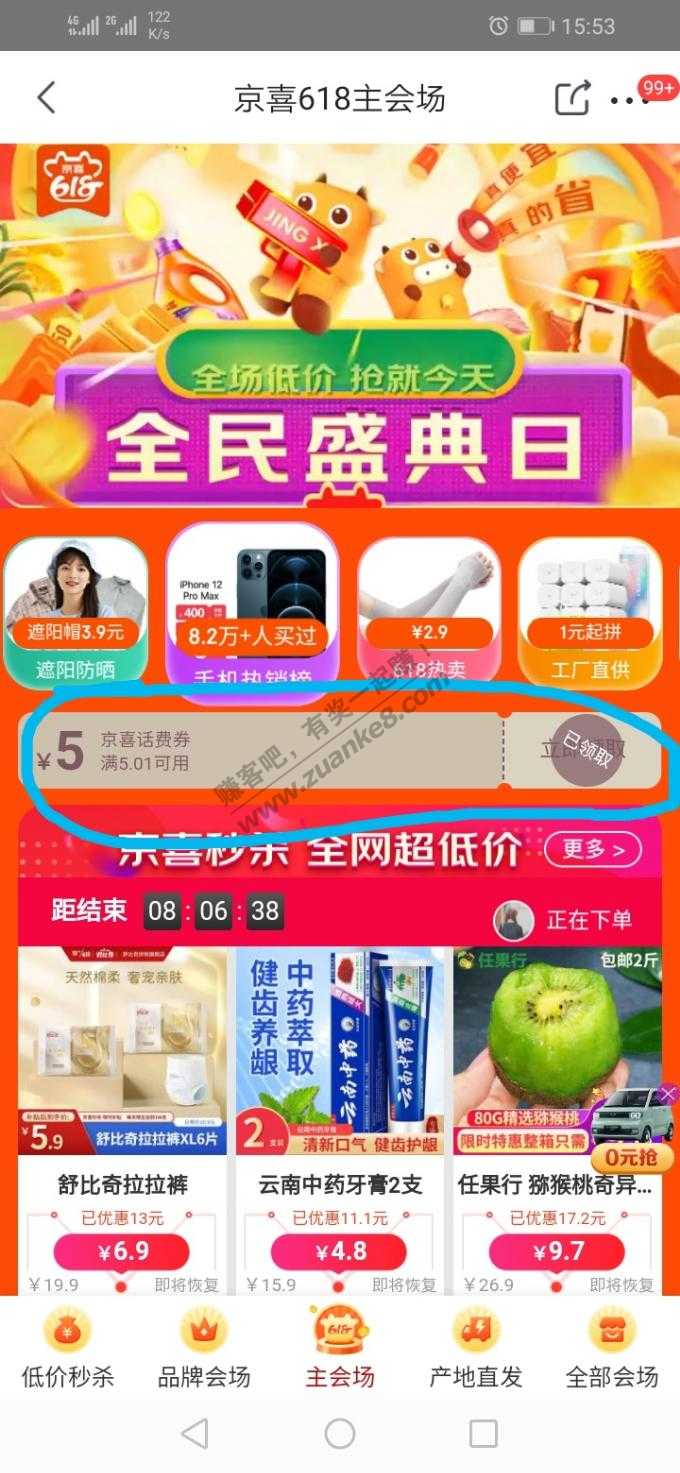 4G 2G 122 K/s 15:53
京喜618主会场
99+
京喜
618
真便宜
真的省
JING X
全场低价 抢就今天
全民盛典日
iPhone 12
Pro Max
400
遮阳帽3.9元
8.2万+人买过
¥2.9
1元起拼
遮阳防晒
手机热销榜
618热卖
工厂直供
¥5 京喜话费券
满5.01可用
立即领取
已领取
赚客吧，有奖一起赚！
www.zuanke8.com
京喜秒杀 全网超低价 更多 >
距结束 08:06:38 正在下单
天然棉柔 奢宠亲肤
¥5.9
舒比奇拉拉裤XL6片
中药萃取
健齿养龈
云南中药
2支装
清新口气 健齿护龈
任果行
包邮2斤
80G精选猕猴桃
限时特惠整箱只需
0元抢
舒比奇拉拉裤
云南中药牙膏2支
任果行 猕猴桃奇异...
已优惠13元
已优惠11.1元
已优惠17.2元
¥6.9
¥4.8
¥9.7
¥19.9 即将恢复
¥15.9 即将恢复
¥26.9 即将恢复
618
低价秒杀
品牌会场
主会场
产地直发
全部会场